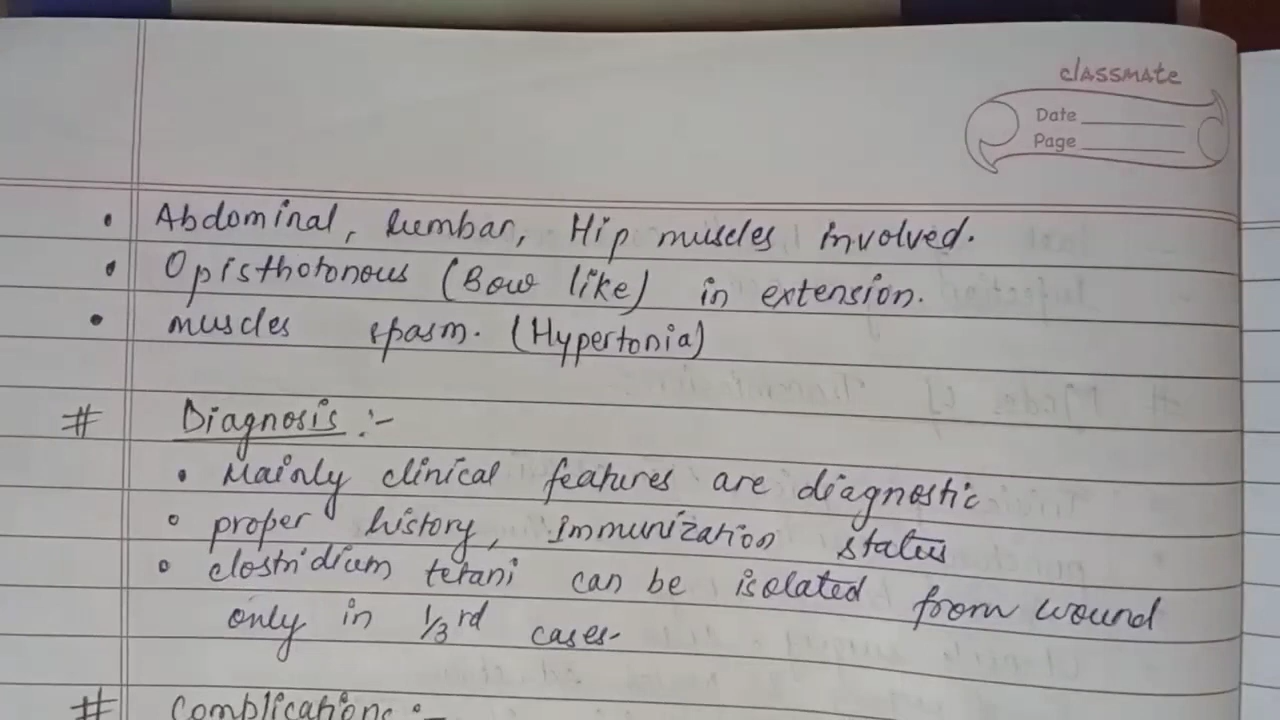 classmate
Date
Page
• Abdominal, Lumbar, Hip muscles involved.
• Opisthotonous (Bow like) in extension.
• muscles spasm. (Hypertonia)
# Diagnosis :-
• Mainly clinical features are diagnostic
• proper history, Immunization status
• clostridium tetani can be isolated from wound
only in 1/3 rd cases.
# Complications :-